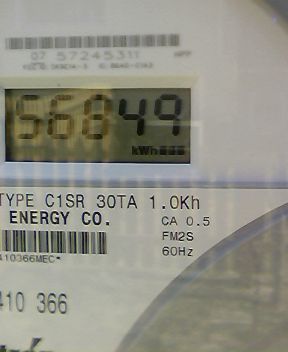 07 57245311
56849
kWh
TYPE C1SR 30TA 1.0Kh
ENERGY CO.
CA 0.5
FM2S
60Hz
410366MEC*
410 366